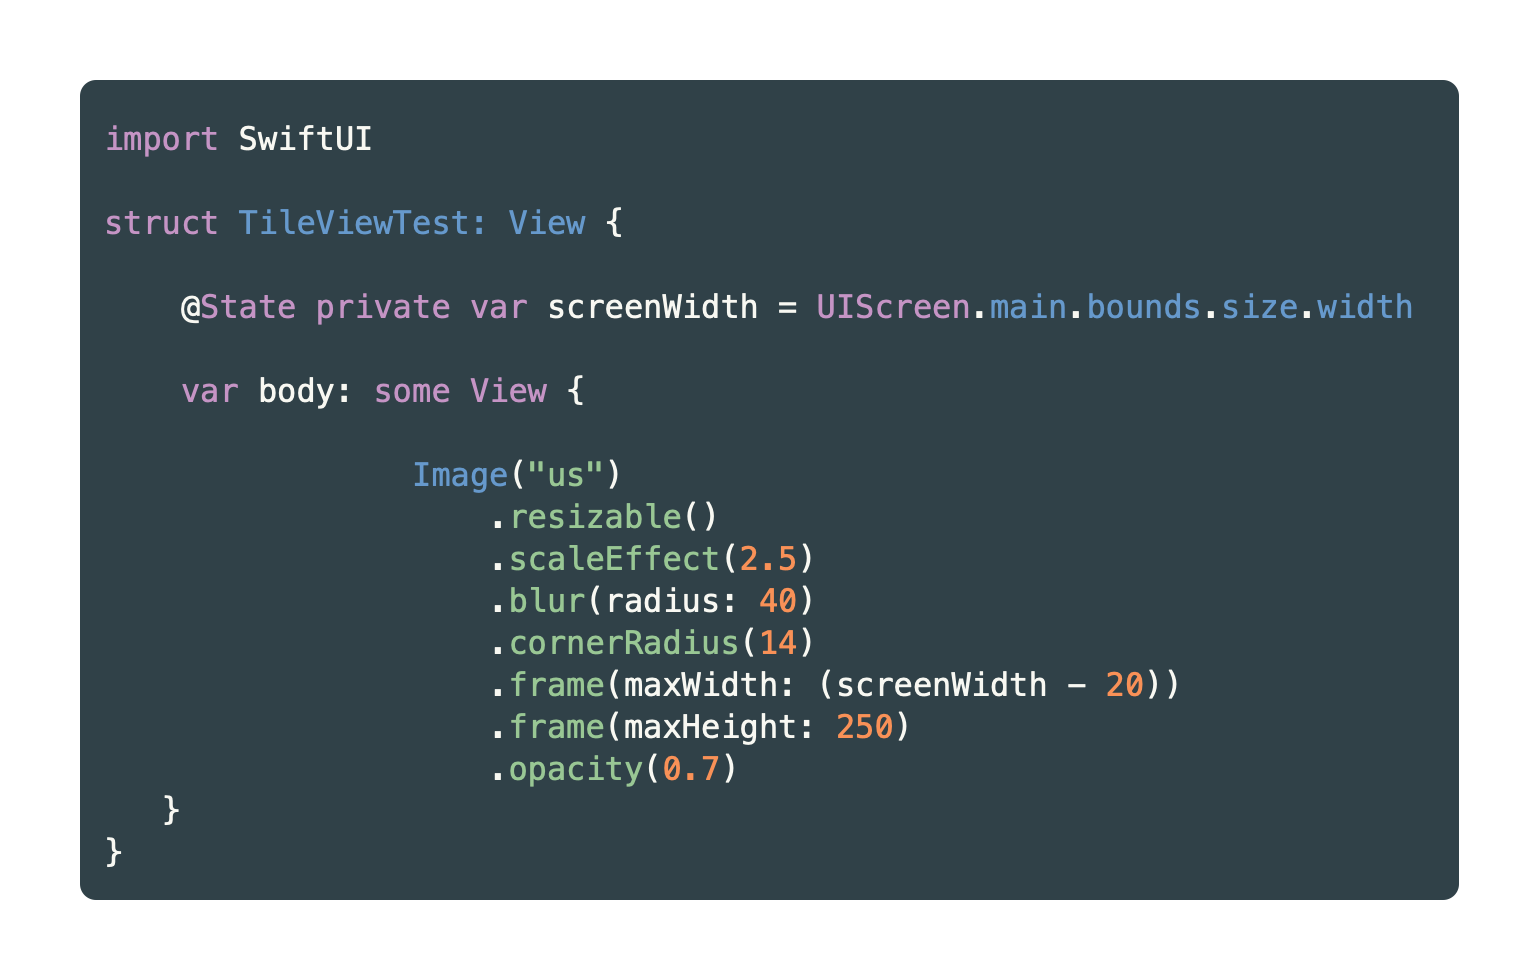 import SwiftUI
struct TileViewTest: View {
@State private var screenWidth = UIScreen.main.bounds.size.width
var body: some View {
Image("us")
.resizable()
.scaleEffect(2.5)
.blur(radius: 40)
.cornerRadius(14)
.frame(maxWidth: (screenWidth - 20))
.frame(maxHeight: 250)
.opacity(0.7)
}
}